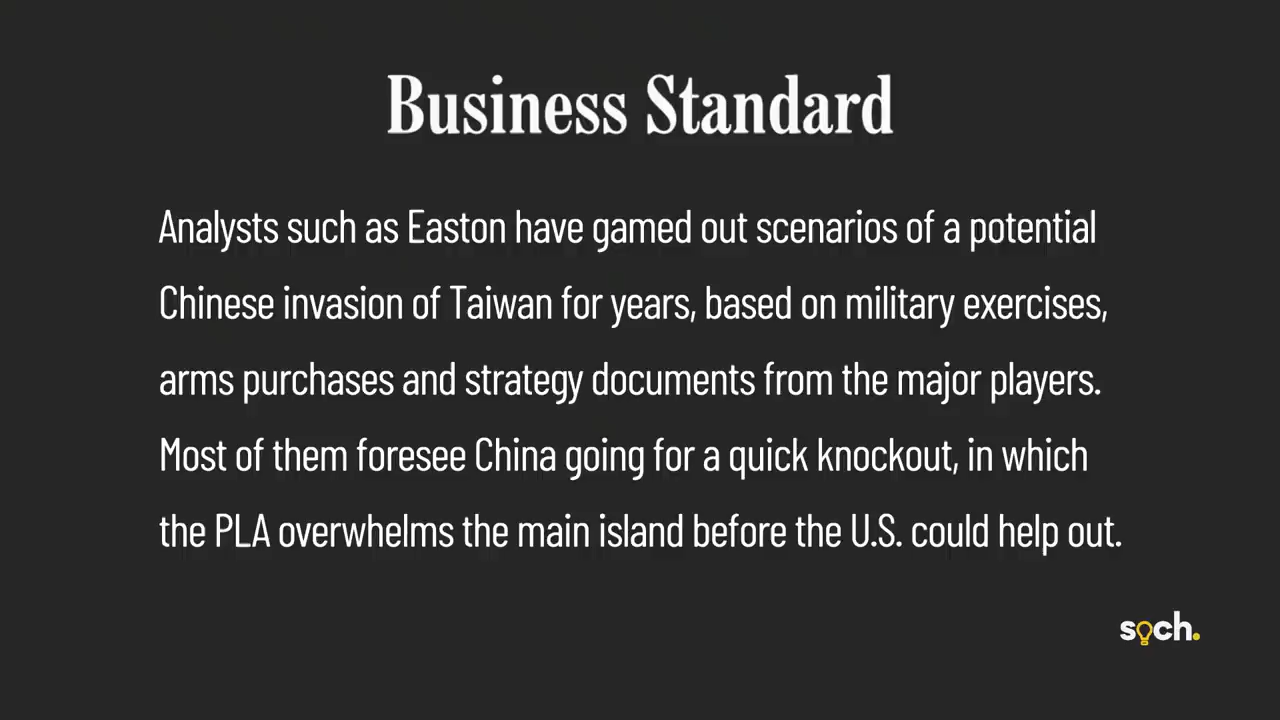 Business Standard
Analysts such as Easton have gamed out scenarios of a potential
Chinese invasion of Taiwan for years, based on military exercises,
arms purchases and strategy documents from the major players.
Most of them foresee China going for a quick knockout, in which
the PLA overwhelms the main island before the U.S. could help out.
soch.